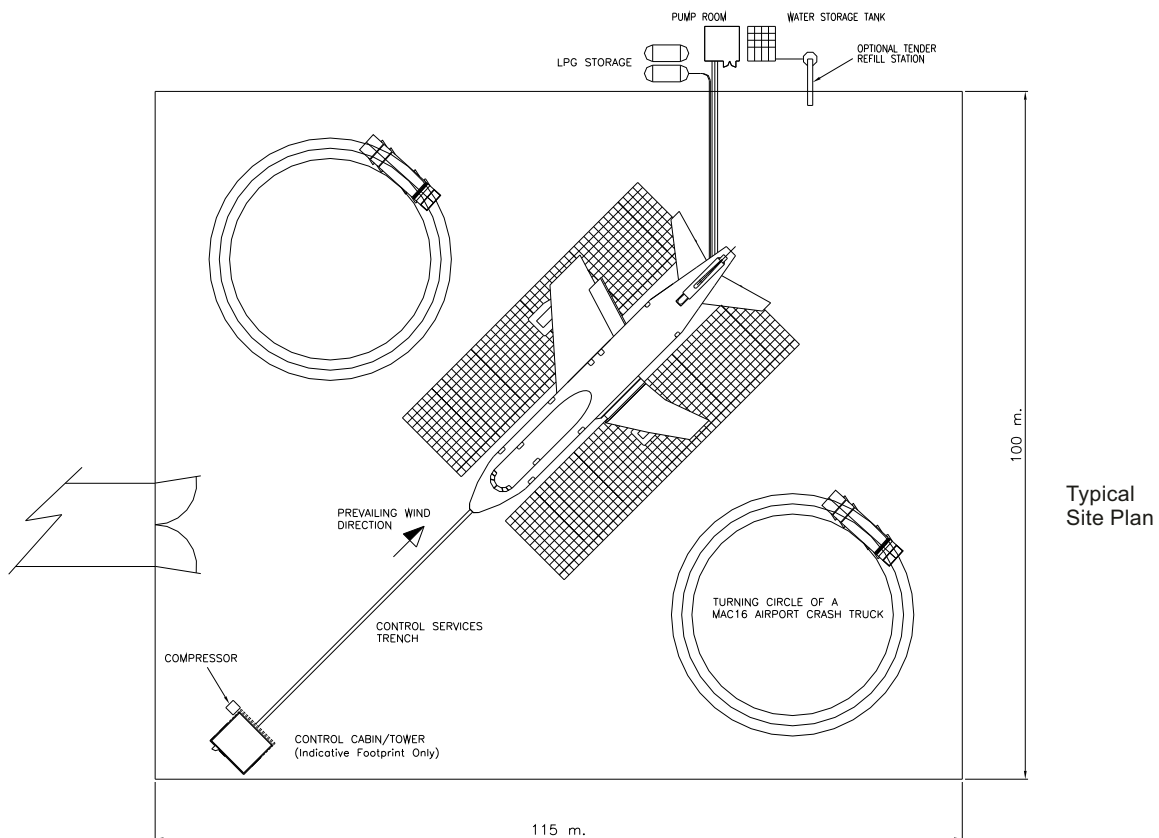 PUMP ROOM
WATER STORAGE TANK
LPG STORAGE
OPTIONAL TENDER
REFILL STATION
100 m.
Typical
Site Plan
PREVAILING WIND
DIRECTION
TURNING CIRCLE OF A
MAC16 AIRPORT CRASH TRUCK
CONTROL SERVICES
TRENCH
COMPRESSOR
CONTROL CABIN/TOWER
(Indicative Footprint Only)
115 m.